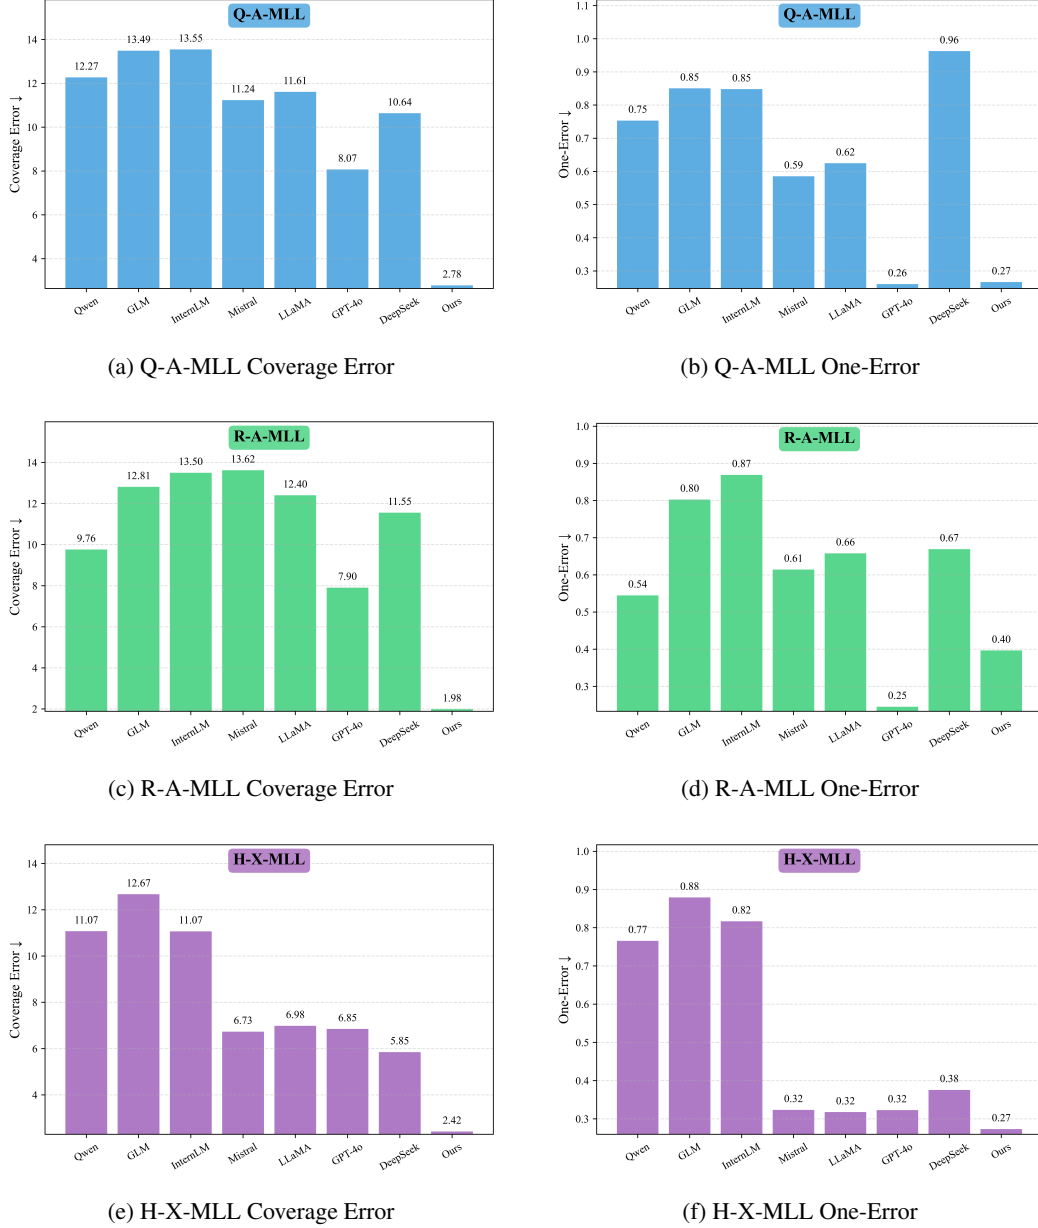 Q-A-MLL
Coverage Error ↓
14
12
10
8
6
4
12.27
13.49
13.55
11.24
11.61
8.07
10.64
2.78
Qwen
GLM
InternLM
Mistral
LLaMA
GPT-4o
DeepSeek
Ours
(a) Q-A-MLL Coverage Error
Q-A-MLL
One-Error ↓
1.1
1.0
0.9
0.8
0.7
0.6
0.5
0.4
0.3
0.75
0.85
0.85
0.59
0.62
0.26
0.96
0.27
Qwen
GLM
InternLM
Mistral
LLaMA
GPT-4o
DeepSeek
Ours
(b) Q-A-MLL One-Error
R-A-MLL
Coverage Error ↓
14
12
10
8
6
4
2
9.76
12.81
13.50
13.62
12.40
7.90
11.55
1.98
Qwen
GLM
InternLM
Mistral
LLaMA
GPT-4o
DeepSeek
Ours
(c) R-A-MLL Coverage Error
R-A-MLL
One-Error ↓
1.0
0.9
0.8
0.7
0.6
0.5
0.4
0.3
0.54
0.80
0.87
0.61
0.66
0.25
0.67
0.40
Qwen
GLM
InternLM
Mistral
LLaMA
GPT-4o
DeepSeek
Ours
(d) R-A-MLL One-Error
H-X-MLL
Coverage Error ↓
14
12
10
8
6
4
11.07
12.67
11.07
6.73
6.98
6.85
5.85
2.42
Qwen
GLM
InternLM
Mistral
LLaMA
GPT-4o
DeepSeek
Ours
(e) H-X-MLL Coverage Error
H-X-MLL
One-Error ↓
1.0
0.9
0.8
0.7
0.6
0.5
0.4
0.3
0.77
0.88
0.82
0.32
0.32
0.32
0.38
0.27
Qwen
GLM
InternLM
Mistral
LLaMA
GPT-4o
DeepSeek
Ours
(f) H-X-MLL One-Error